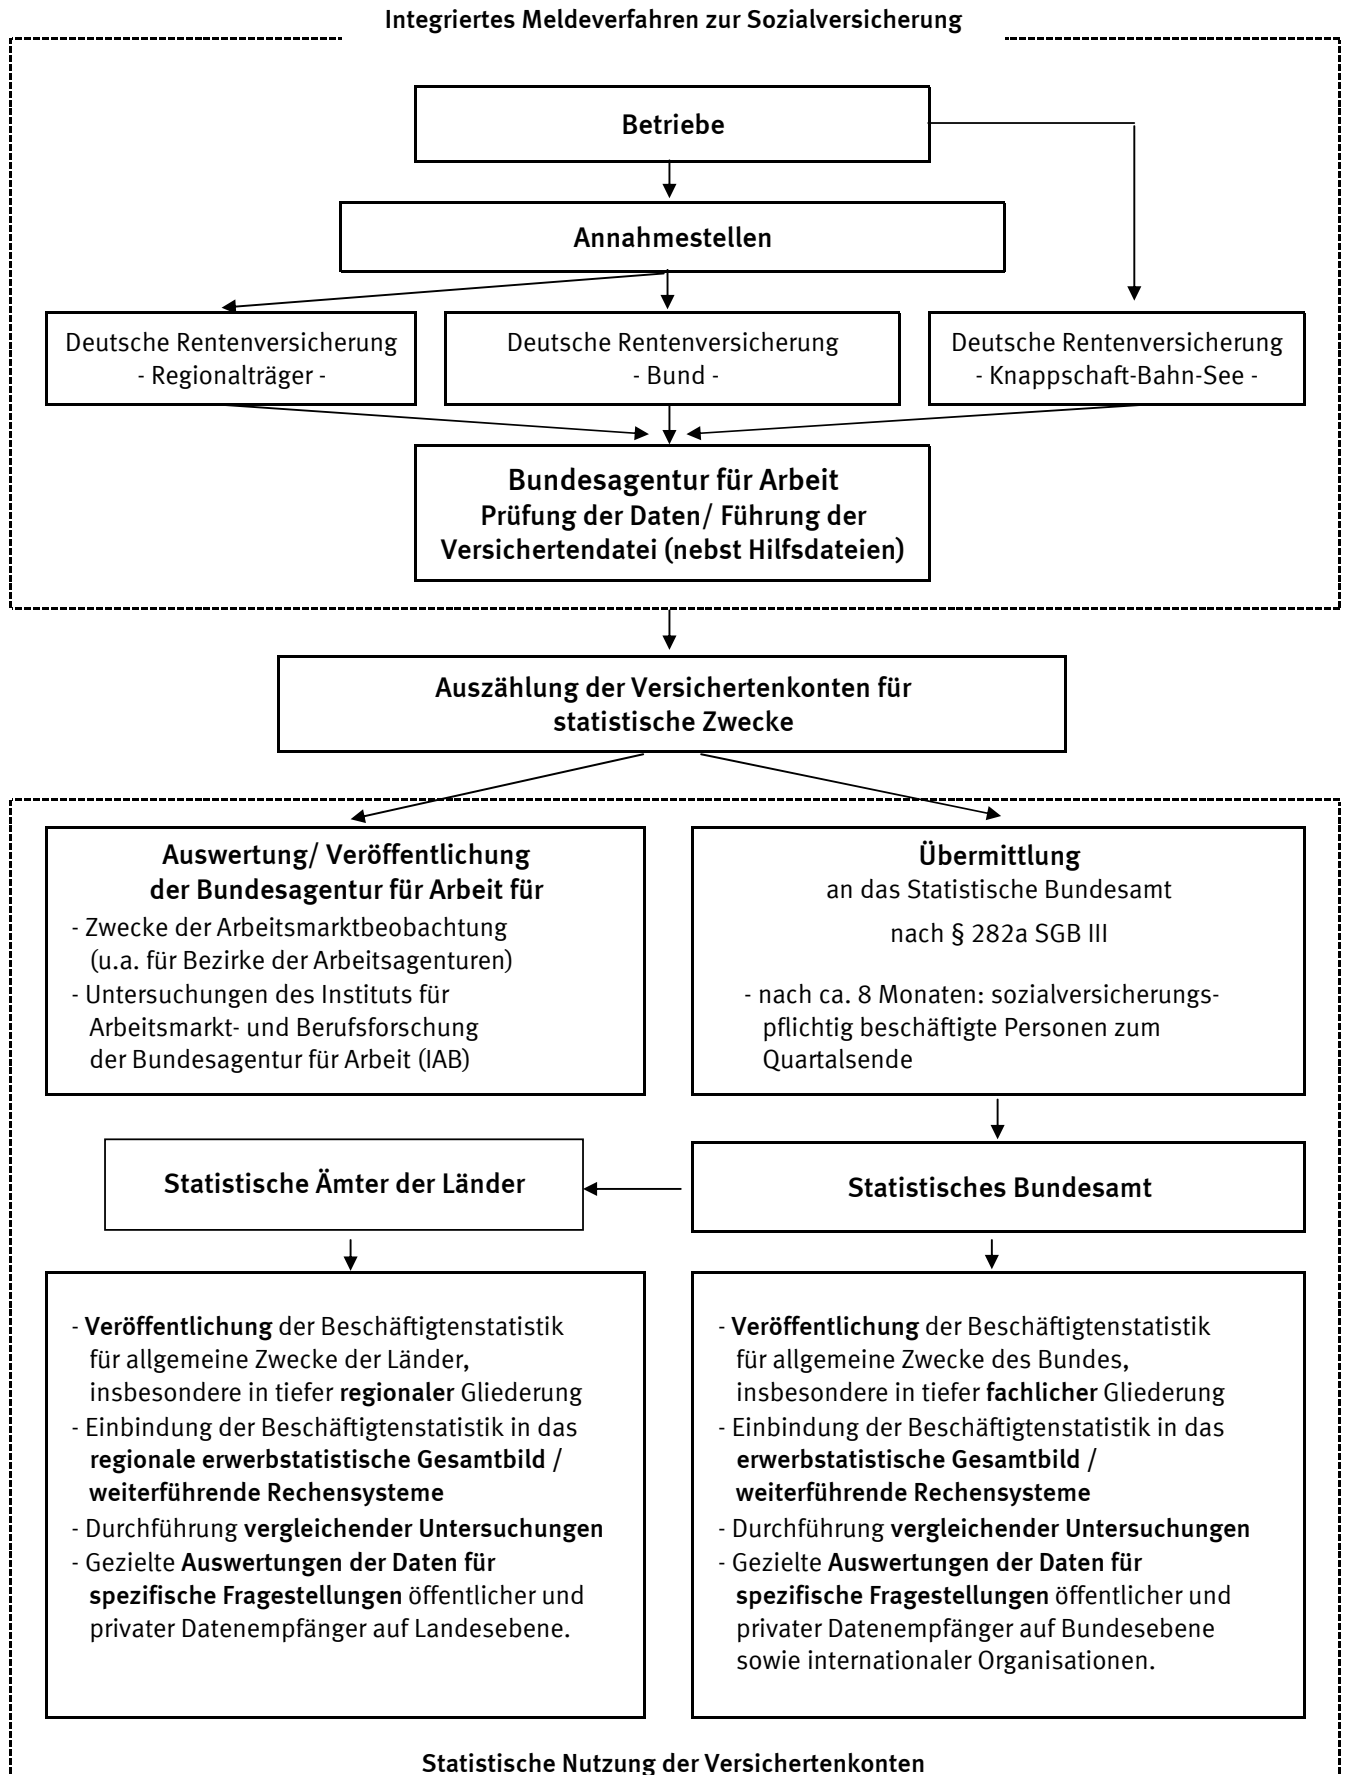 Integriertes Meldeverfahren zur Sozialversicherung
Betriebe
Annahmestellen
Deutsche Rentenversicherung
- Regionalträger -
Deutsche Rentenversicherung
- Bund -
Deutsche Rentenversicherung
- Knappschaft-Bahn-See -
Bundesagentur für Arbeit
Prüfung der Daten/ Führung der
Versichertendatei (nebst Hilfsdateien)
Auszählung der Versichertenkonten für
statistische Zwecke
Auswertung/ Veröffentlichung
der Bundesagentur für Arbeit für
- Zwecke der Arbeitsmarktbeobachtung
(u.a. für Bezirke der Arbeitsagenturen)
- Untersuchungen des Instituts für
Arbeitsmarkt- und Berufsforschung
der Bundesagentur für Arbeit (IAB)
Übermittlung
an das Statistische Bundesamt
nach § 282a SGB III
- nach ca. 8 Monaten: sozialversicherungs-
pflichtig beschäftigte Personen zum
Quartalsende
Statistische Ämter der Länder
Statistisches Bundesamt
- Veröffentlichung der Beschäftigtenstatistik
für allgemeine Zwecke der Länder,
insbesondere in tiefer regionaler Gliederung
- Einbindung der Beschäftigtenstatistik in das
regionale erwerbstatistische Gesamtbild /
weiterführende Rechensysteme
- Durchführung vergleichender Untersuchungen
- Gezielte Auswertungen der Daten für
spezifische Fragestellungen öffentlicher und
privater Datenempfänger auf Landesebene.
- Veröffentlichung der Beschäftigtenstatistik
für allgemeine Zwecke des Bundes,
insbesondere in tiefer fachlicher Gliederung
- Einbindung der Beschäftigtenstatistik in das
erwerbstatistische Gesamtbild /
weiterführende Rechensysteme
- Durchführung vergleichender Untersuchungen
- Gezielte Auswertungen der Daten für
spezifische Fragestellungen öffentlicher und
privater Datenempfänger auf Bundesebene
sowie internationaler Organisationen.
Statistische Nutzung der Versichertenkonten